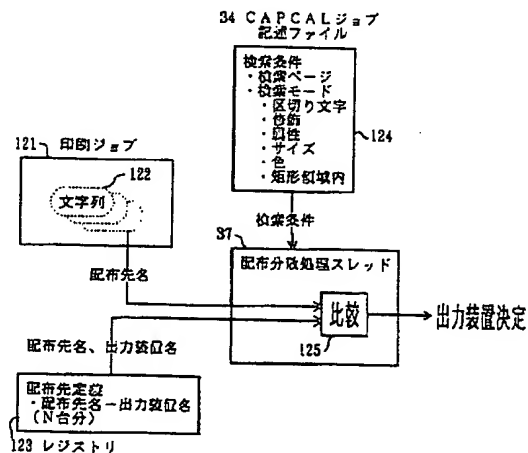 34 CAPCALジョブ
記述ファイル
検索条件
・検索ページ
・検索モード
・区切り文字
・修飾
・属性
・サイズ
・色
・矩形領域内
124
121 印刷ジョブ
122
文字列
検索条件
37
配布分散処理スレッド
配布先名
比較
出力装置決定
125
配布先名、出力装置名
配布先定義
・配布先名－出力装置名
(N台分)
123 レジストリ